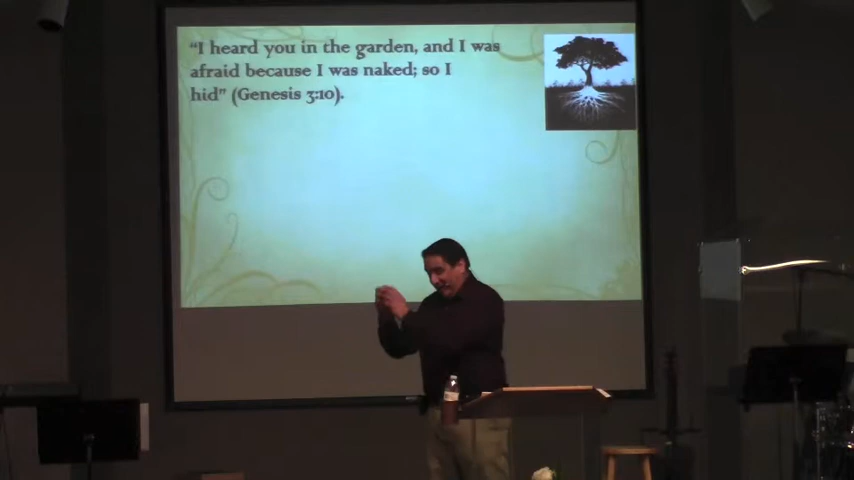 “I heard you in the garden, and I was
afraid because I was naked; so I
hid” (Genesis 3:10).